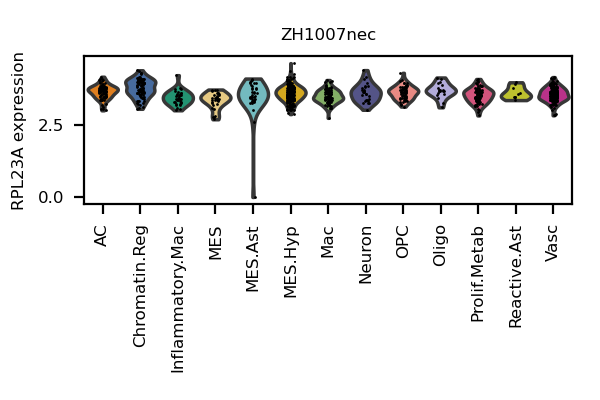 ZH1007nec
RPL23A expression
2.5
0.0
AC
Chromatin.Reg
Inflammatory.Mac
MES
MES.Ast
MES.Hyp
Mac
Neuron
OPC
Oligo
Prolif.Metab
Reactive.Ast
Vasc